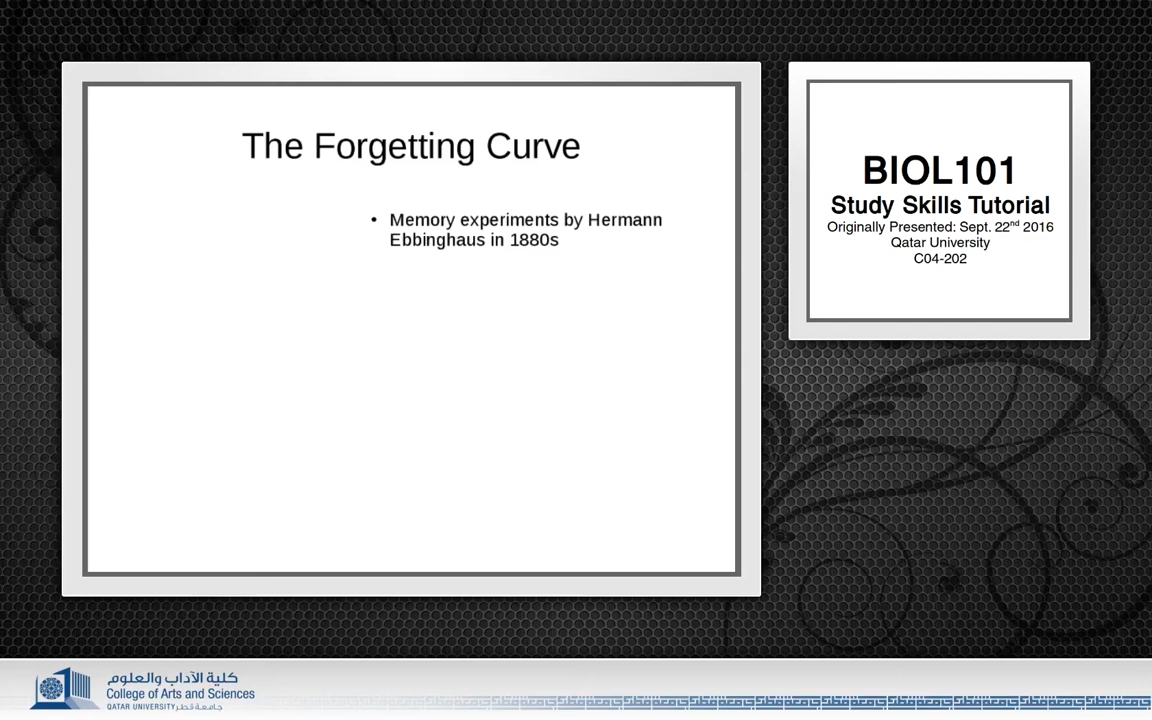 The Forgetting Curve
• Memory experiments by Hermann
Ebbinghaus in 1880s
BIOL101
Study Skills Tutorial
Originally Presented: Sept. 22nd 2016
Qatar University
C04-202
كلية الآداب والعلوم
College of Arts and Sciences
QATAR UNIVERSITY جامعة قطر